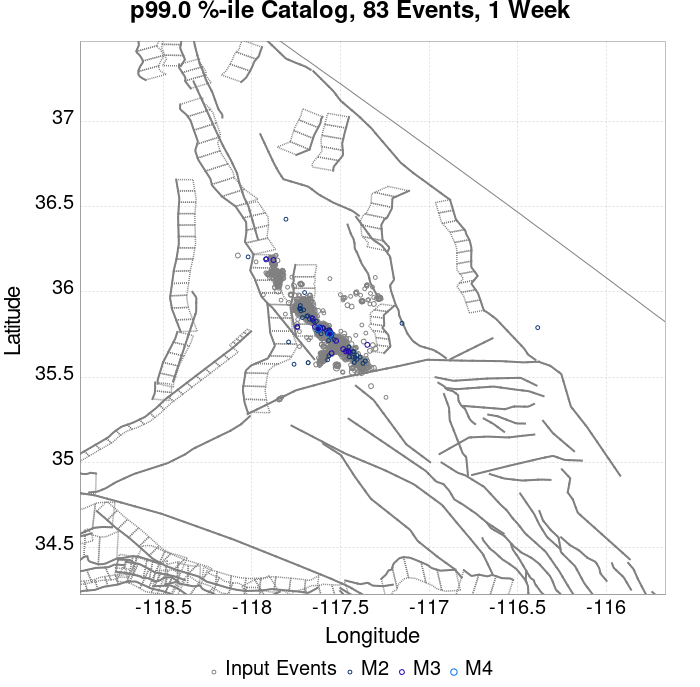 p99.0 %-ile Catalog, 83 Events, 1 Week
37
36.5
36
35.5
35
34.5
Latitude
-118.5 -118 -117.5 -117 -116.5 -116
Longitude
Input Events M2 M3 M4